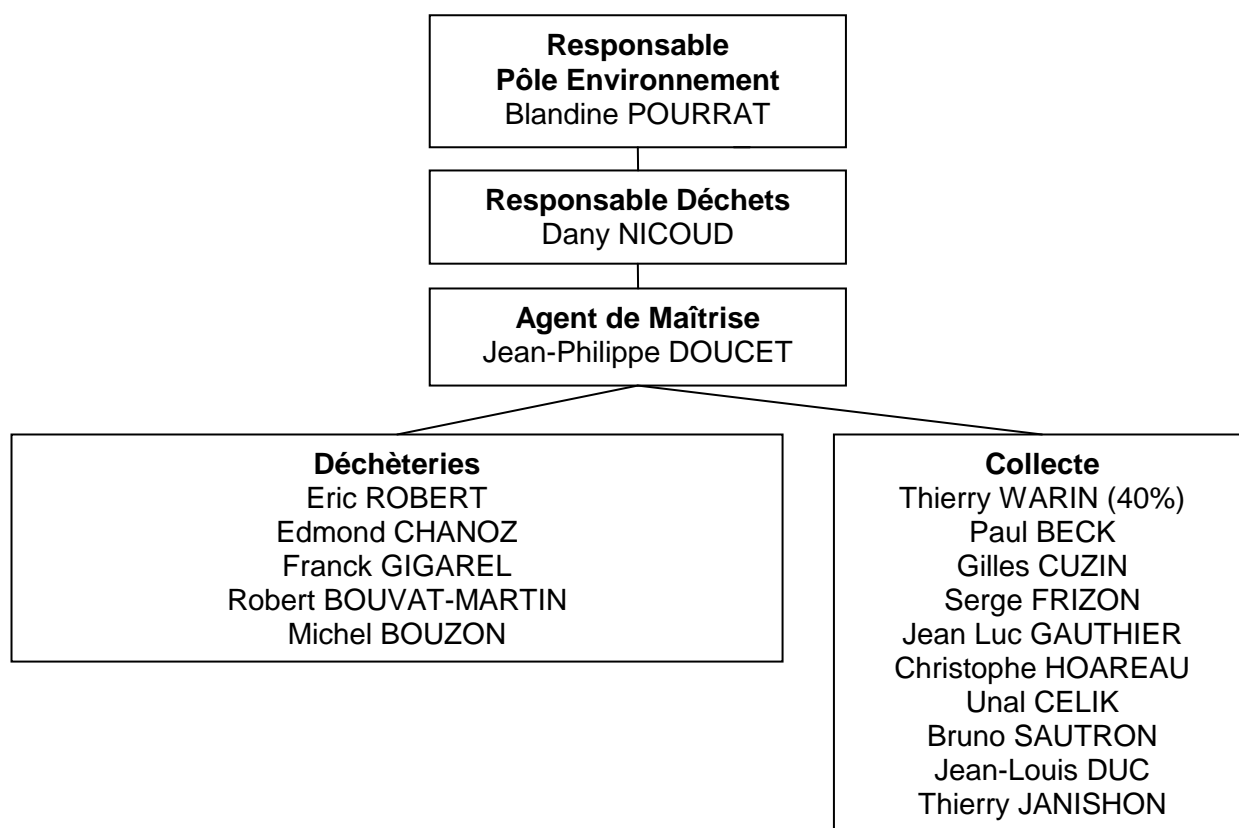 Responsable
Pôle Environnement
Blandine POURRAT
Responsable Déchets
Dany NICOUD
Agent de Maîtrise
Jean-Philippe DOUCET
Déchèteries
Eric ROBERT
Edmond CHANOZ
Franck GIGAREL
Robert BOUVAT-MARTIN
Michel BOUZON
Collecte
Thierry WARIN (40%)
Paul BECK
Gilles CUZIN
Serge FRIZON
Jean Luc GAUTHIER
Christophe HOAREAU
Unal CELIK
Bruno SAUTRON
Jean-Louis DUC
Thierry JANISHON